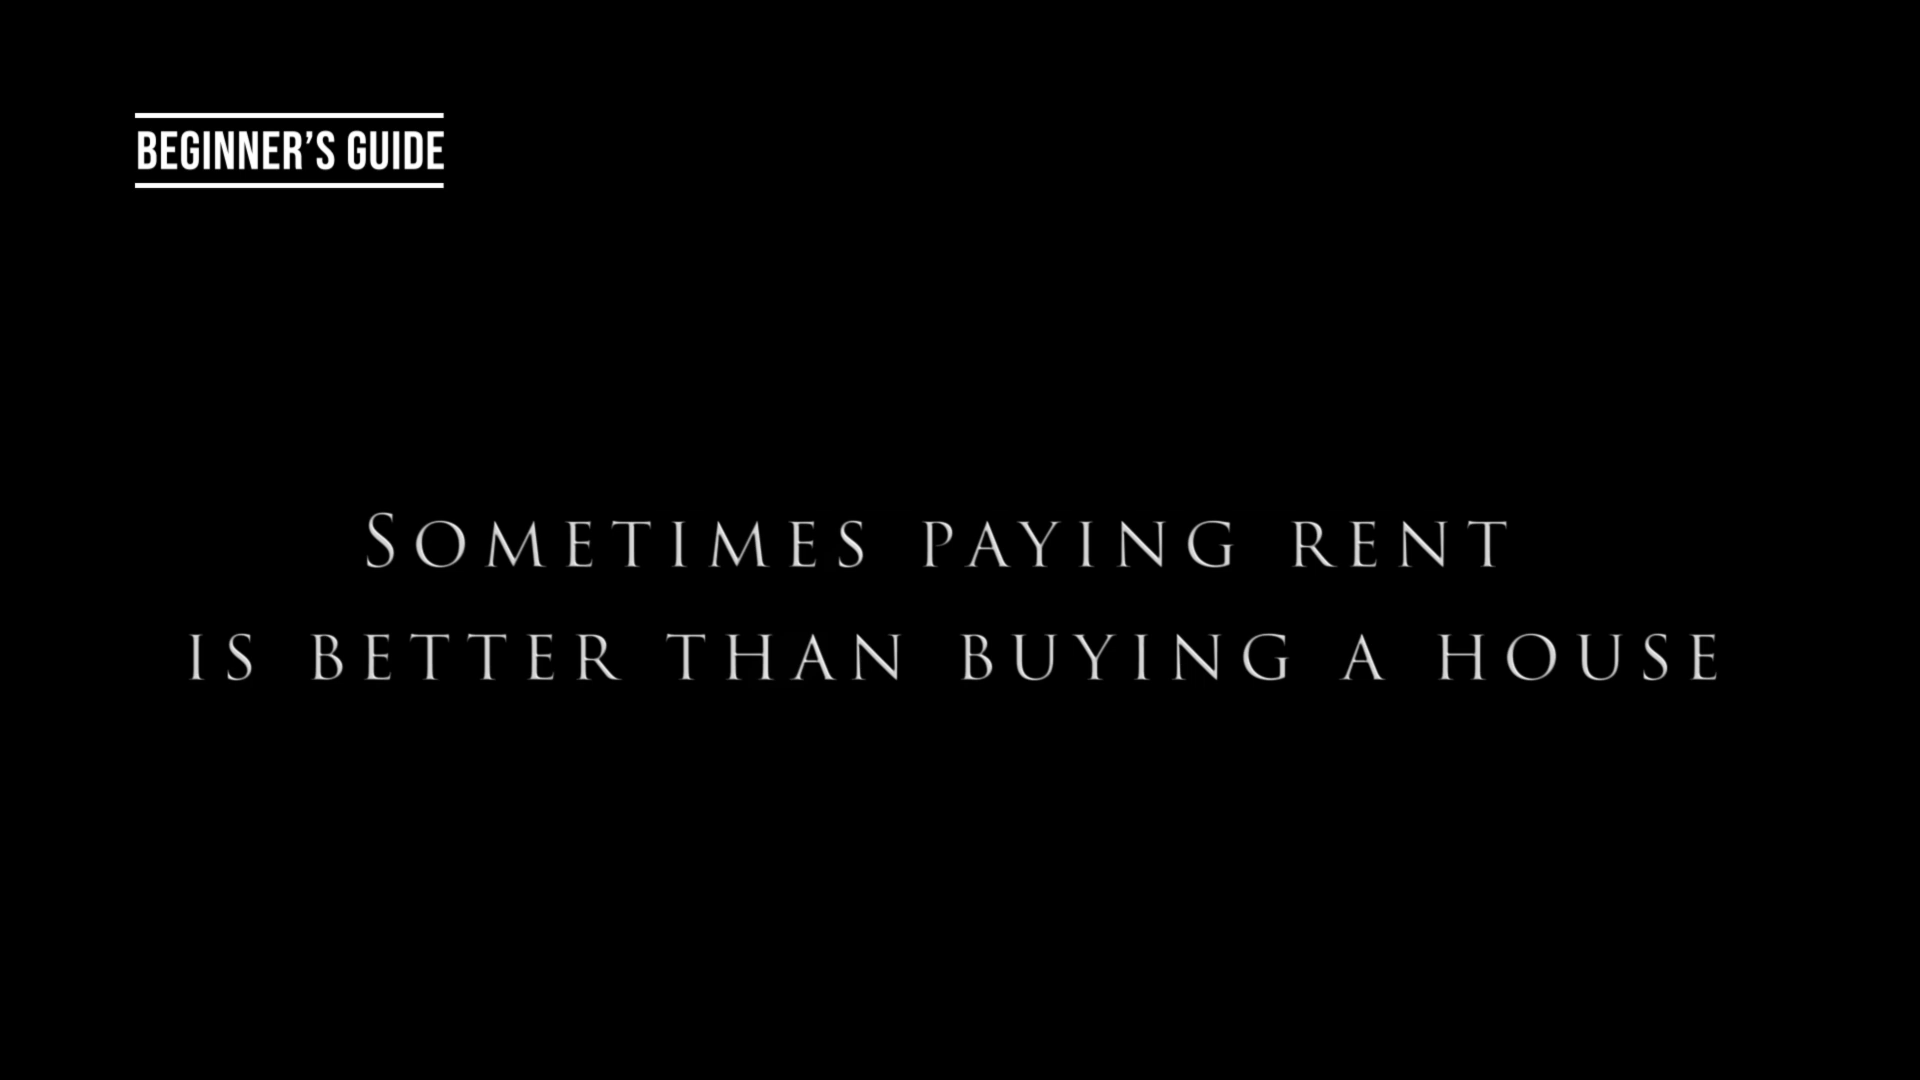 BEGINNER’S GUIDE
SOMETIMES PAYING RENT
IS BETTER THAN BUYING A HOUSE